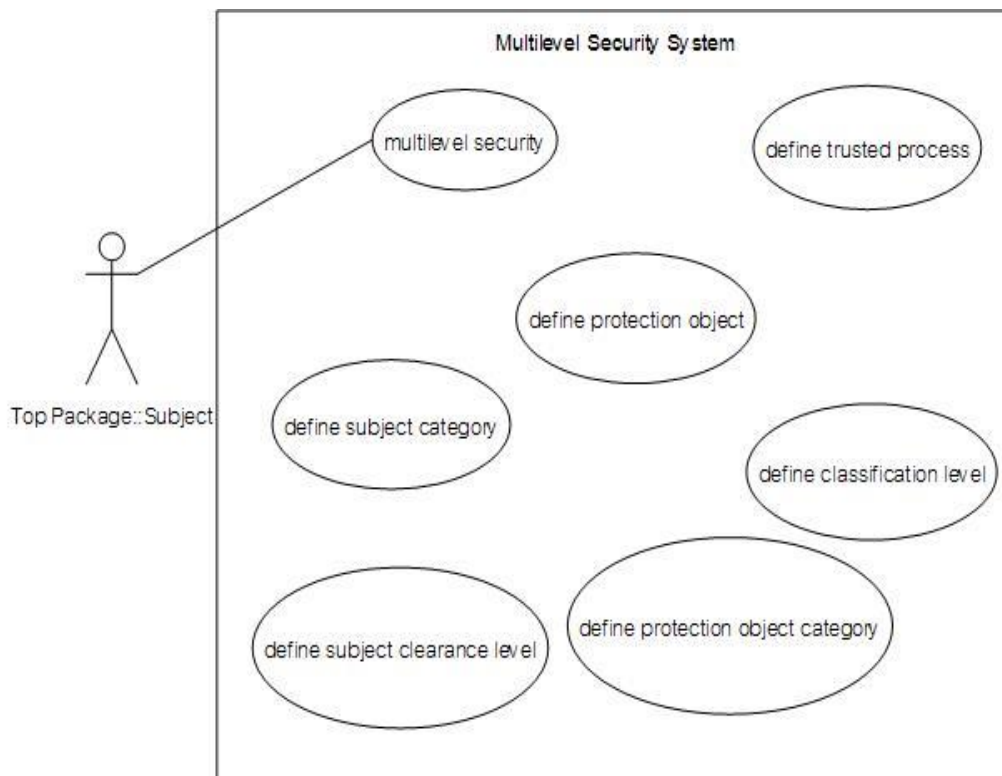 Multilevel Security System
multilevel security
define trusted process
define protection object
Top Package::Subject
define subject category
define classification level
define protection object category
define subject clearance level